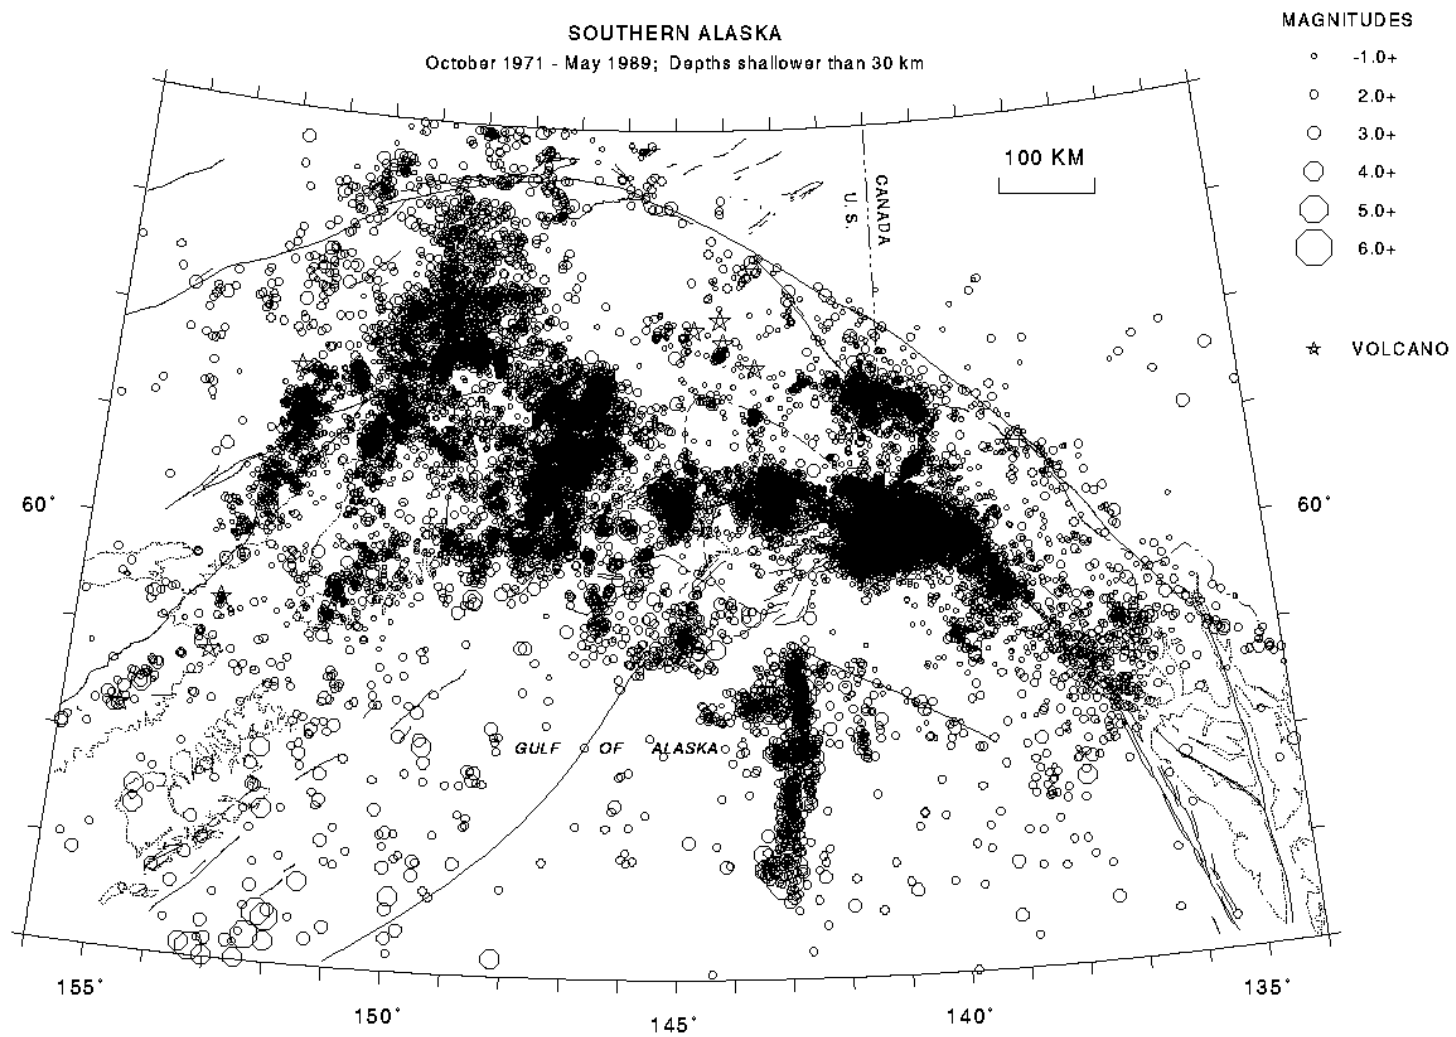 SOUTHERN ALASKA
October 1971 - May 1989; Depths shallower than 30 km
MAGNITUDES
-1.0+
2.0+
3.0+
4.0+
5.0+
6.0+
VOLCANO
100 KM
CANADA
U.S.
60°
60°
GULF OF ALASKA
155°
150°
145°
140°
135°